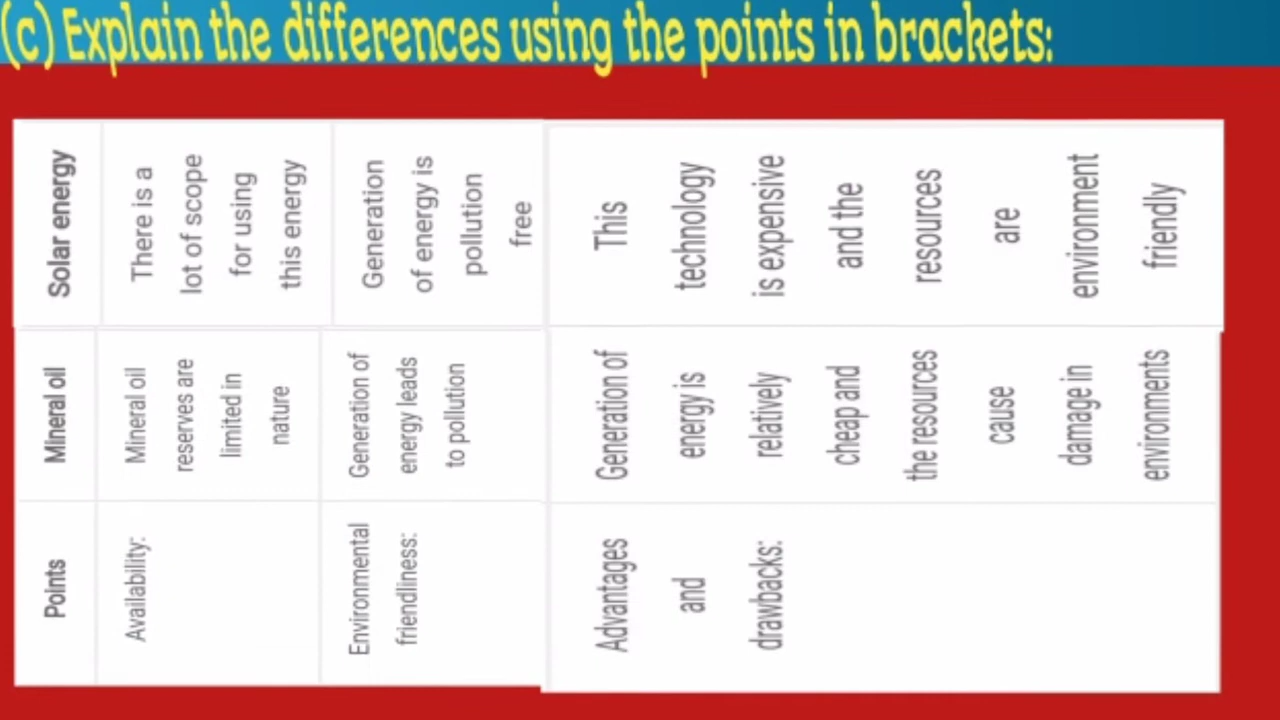 (c) Explain the differences using the points in brackets:
Points
Mineral oil
Solar energy
Availability:
Mineral oil
reserves are
limited in
nature
There is a
lot of scope
for using
this energy
Environmental
friendliness:
Generation of
energy leads
to pollution
Generation
of energy is
pollution
free
Advantages
and
drawbacks:
Generation of
energy is
relatively
cheap and
the resources
cause
damage in
environments
This
technology
is expensive
and the
resources
are
environment
friendly